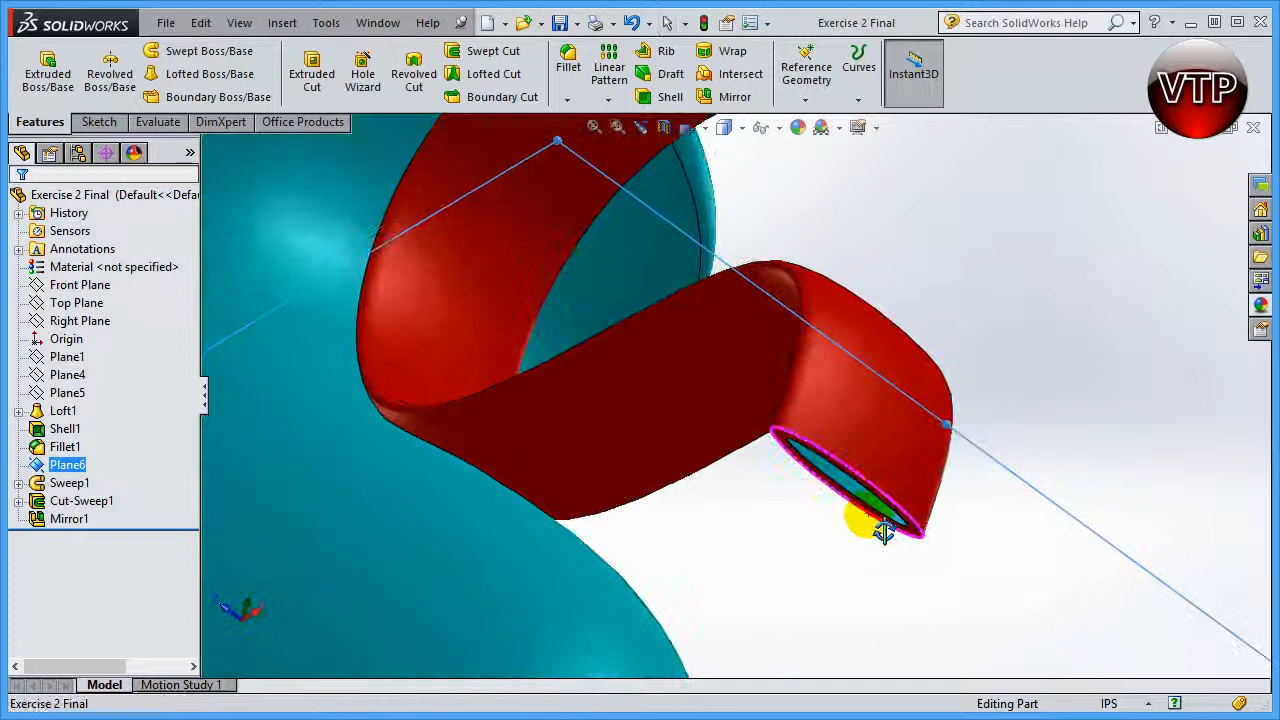 SOLIDWORKS File Edit View Insert Tools Window Help Exercise 2 Final Search SolidWorks Help
Extruded Boss/Base
Revolved Boss/Base
Swept Boss/Base
Lofted Boss/Base
Boundary Boss/Base
Extruded Cut
Hole Wizard
Revolved Cut
Swept Cut
Lofted Cut
Boundary Cut
Fillet
Linear Pattern
Rib
Draft
Shell
Wrap
Intersect
Mirror
Reference Geometry
Curves
Instant3D
VTP
Features Sketch Evaluate DimXpert Office Products
Exercise 2 Final (Default<<Defa
History
Sensors
Annotations
Material <not specified>
Front Plane
Top Plane
Right Plane
Origin
Plane1
Plane4
Plane5
Loft1
Shell1
Fillet1
Plane6
Sweep1
Cut-Sweep1
Mirror1
Model Motion Study 1
Exercise 2 Final Editing Part IPS